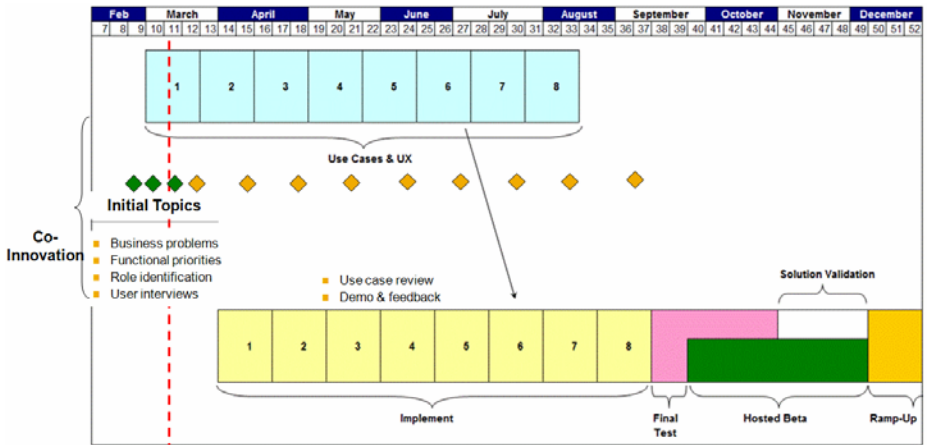 Feb March April May June July August September October November December
7 8 9 10 11 12 13 14 15 16 17 18 19 20 21 22 23 24 25 26 27 28 29 30 31 32 33 34 35 36 37 38 39 40 41 42 43 44 45 46 47 48 49 50 51 52
1 2 3 4 5 6 7 8
Use Cases & UX
Initial Topics
Co-
Innovation
Business problems
Functional priorities
Role identification
User interviews
Use case review
Demo & feedback
Solution Validation
1 2 3 4 5 6 7 8
Implement
Final
Test
Hosted Beta
Ramp-Up